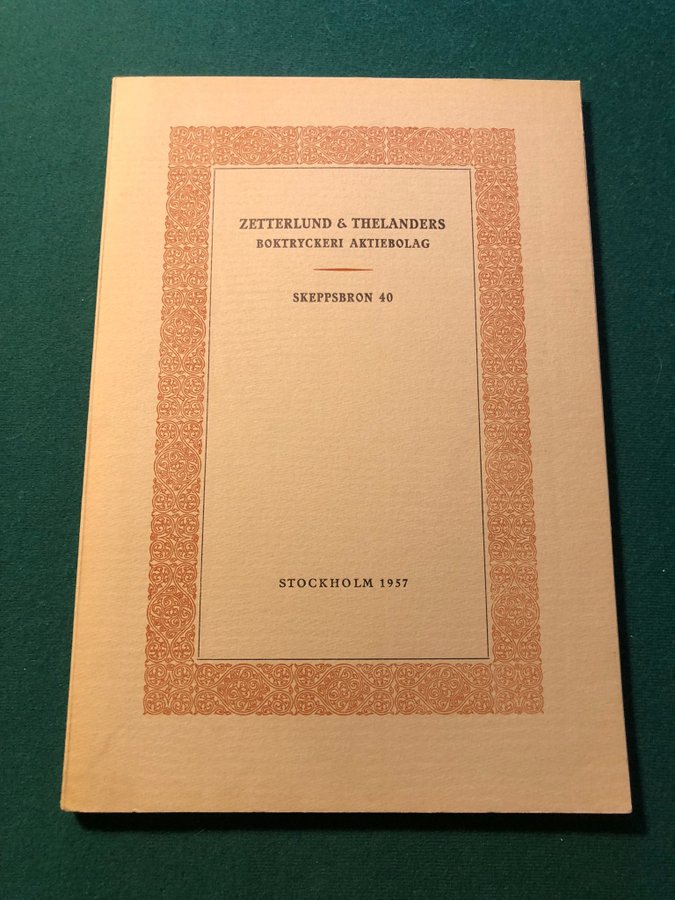 ZETTERLUND & THELANDERS
BOKTRYCKERI AKTIEBOLAG
SKEPPSBRON 40
STOCKHOLM 1957